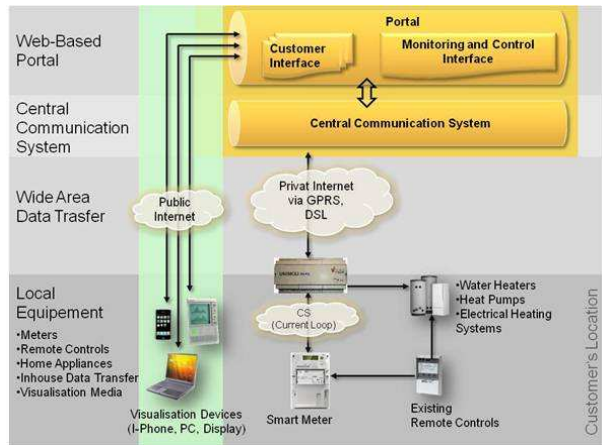 Web-Based
Portal
Portal
Customer
Interface
Monitoring and Control
Interface
Central
Communication
System
Central Communication System
Wide Area
Data Trasfer
Public
Internet
Privat Internet
via GPRS,
DSL
Local
Equipement
•Meters
•Remote Controls
•Home Appliances
•Inhouse Data Transfer
•Visualisation Media
CS
(Current Loop)
•Water Heaters
•Heat Pumps
•Electrical Heating
Systems
Visualisation Devices
(I-Phone, PC, Display)
Smart Meter
Existing
Remote Controls
Customer's Location